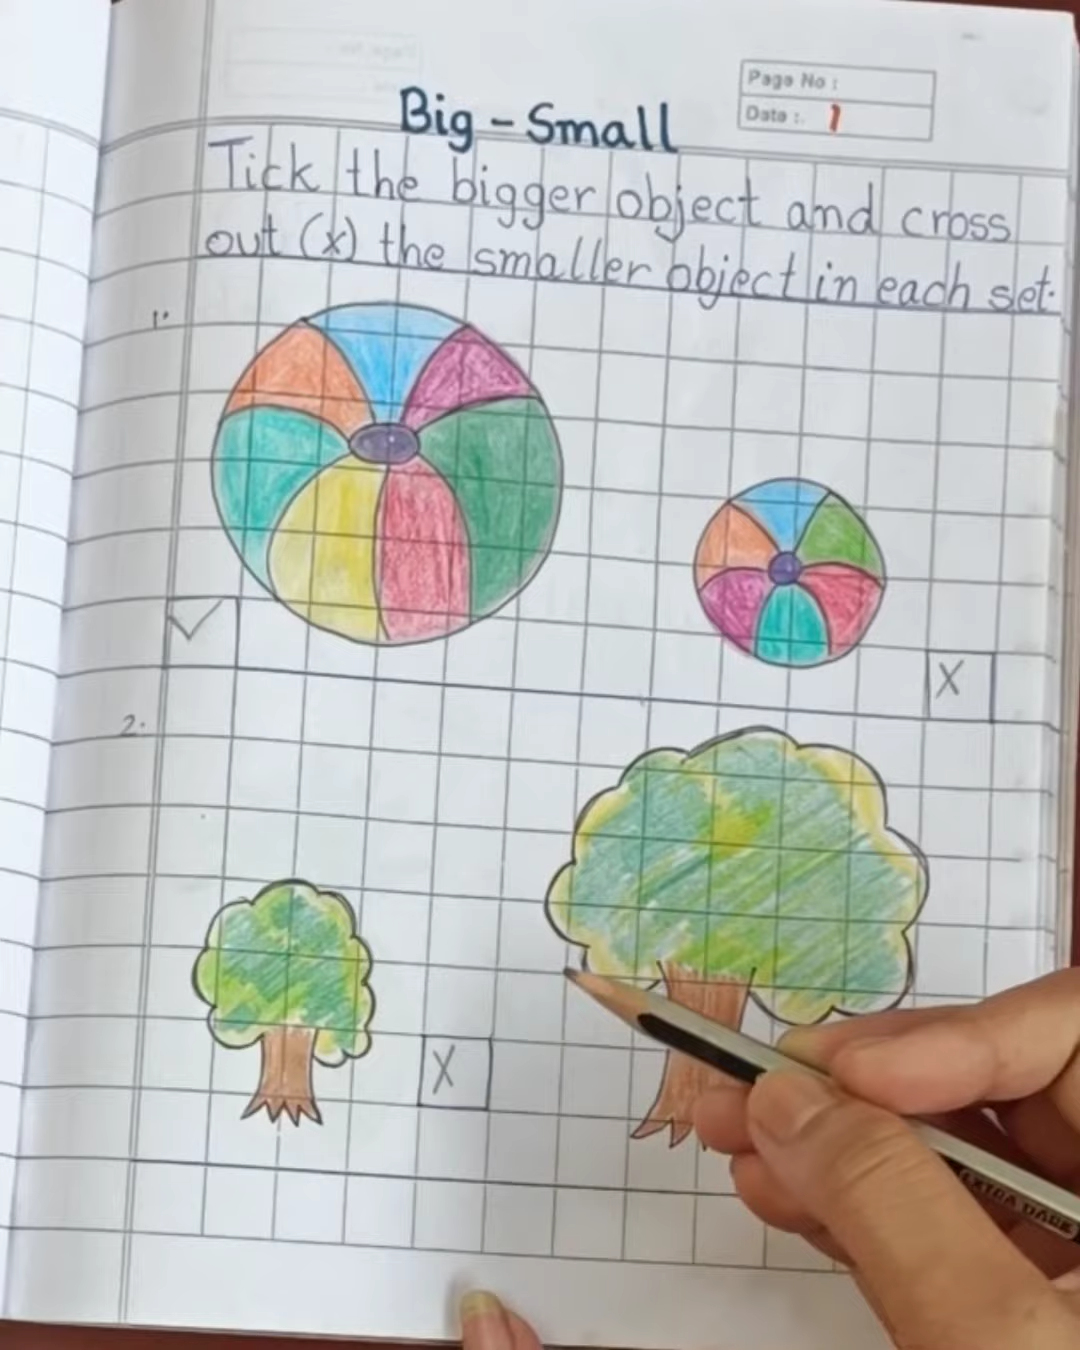 Page No :
Date :. 1
Big - Small
Tick the bigger object and cross
out (x) the smaller object in each set.
1.
✓
X
2.
X
EXTRA DARK